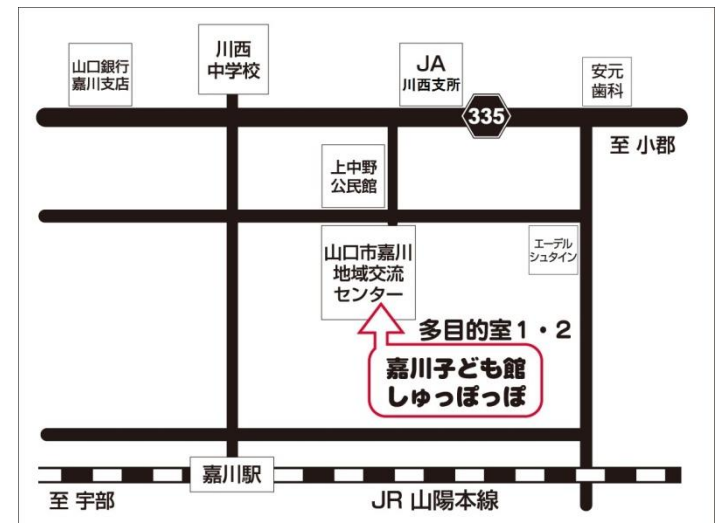 山口銀行
嘉川支店
川西
中学校
JA
川西支所
安元
歯科
335
至 小郡
上中野
公民館
山口市嘉川
地域交流
センター
エーデル
シュタイン
多目的室1・2
嘉川子ども館
しゅっぽっぽ
嘉川駅
至 宇部
JR 山陽本線